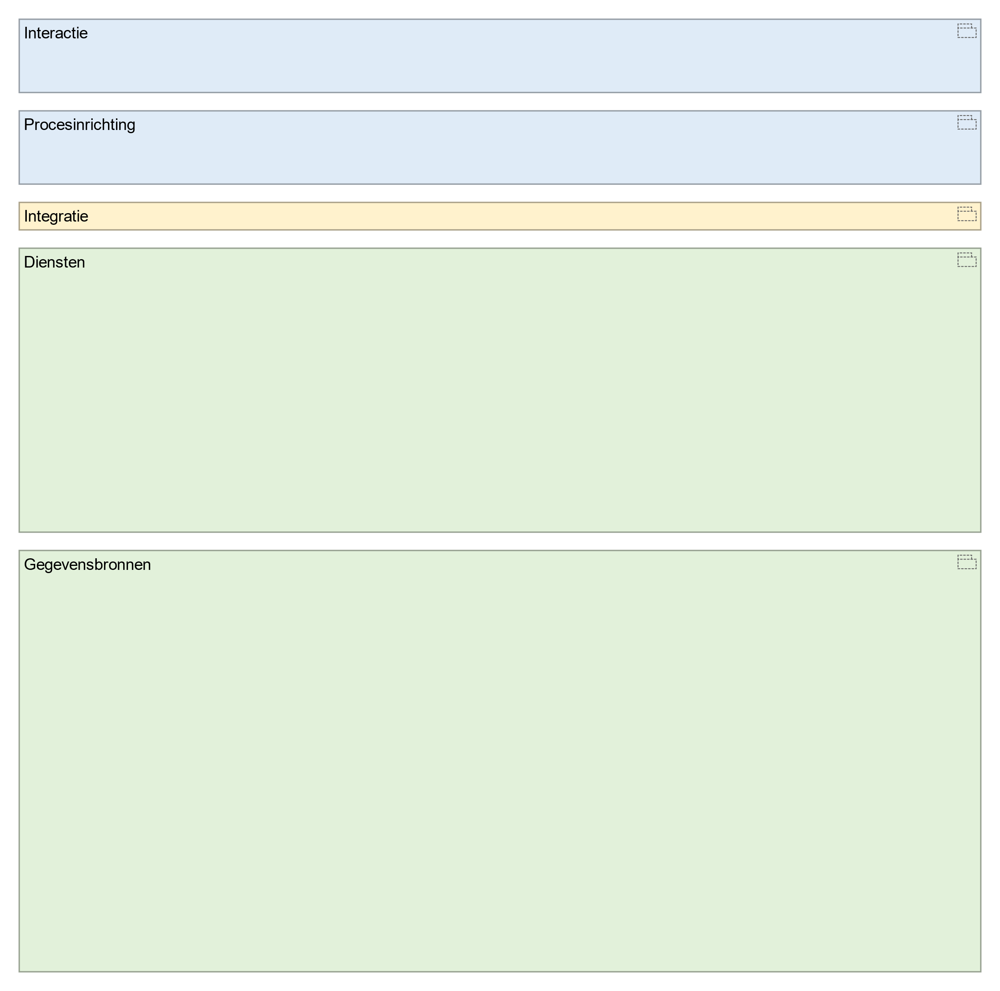 Interactie
Procesinrichting
Integratie
Diensten
Gegevensbronnen